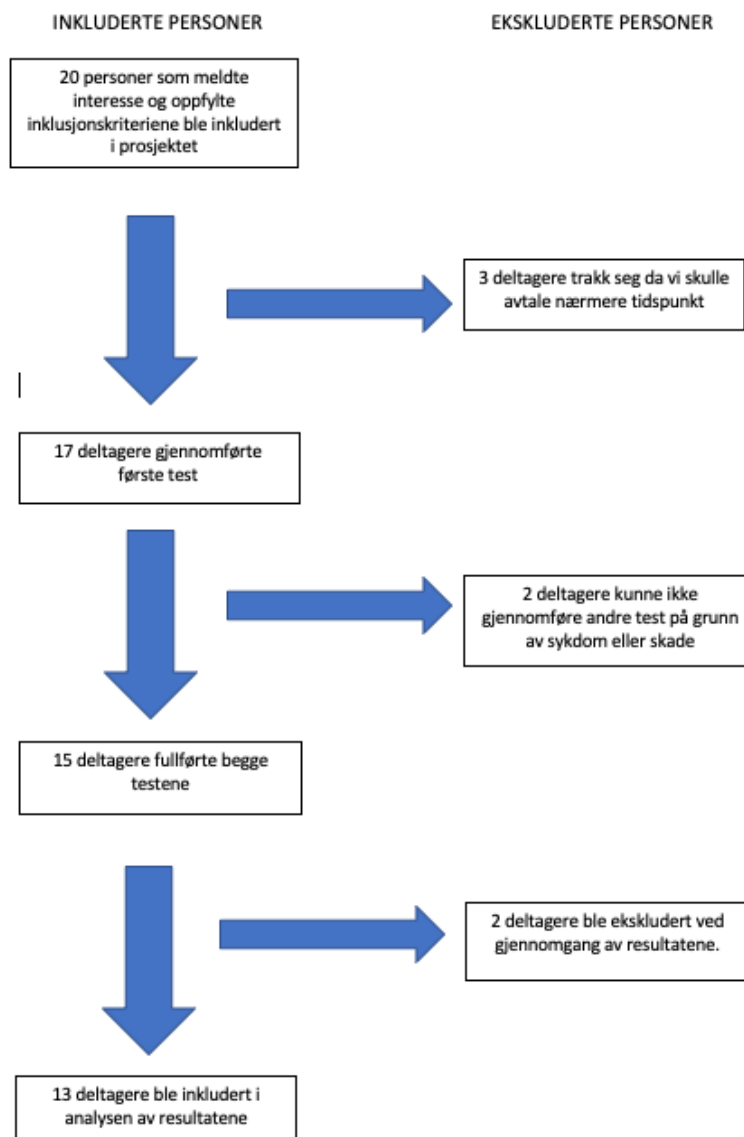 INKLUDERTE PERSONER
EKSKLUDERTE PERSONER
20 personer som meldte
interesse og oppfylte
inklusjonskriteriene ble inkludert
i prosjektet
3 deltagere trakk seg da vi skulle
avtale nærmere tidspunkt
17 deltagere gjennomførte
første test
2 deltagere kunne ikke
gjennomføre andre test på grunn
av sykdom eller skade
15 deltagere fullførte begge
testene
2 deltagere ble ekskludert ved
gjennomgang av resultatene.
13 deltagere ble inkludert i
analysen av resultatene